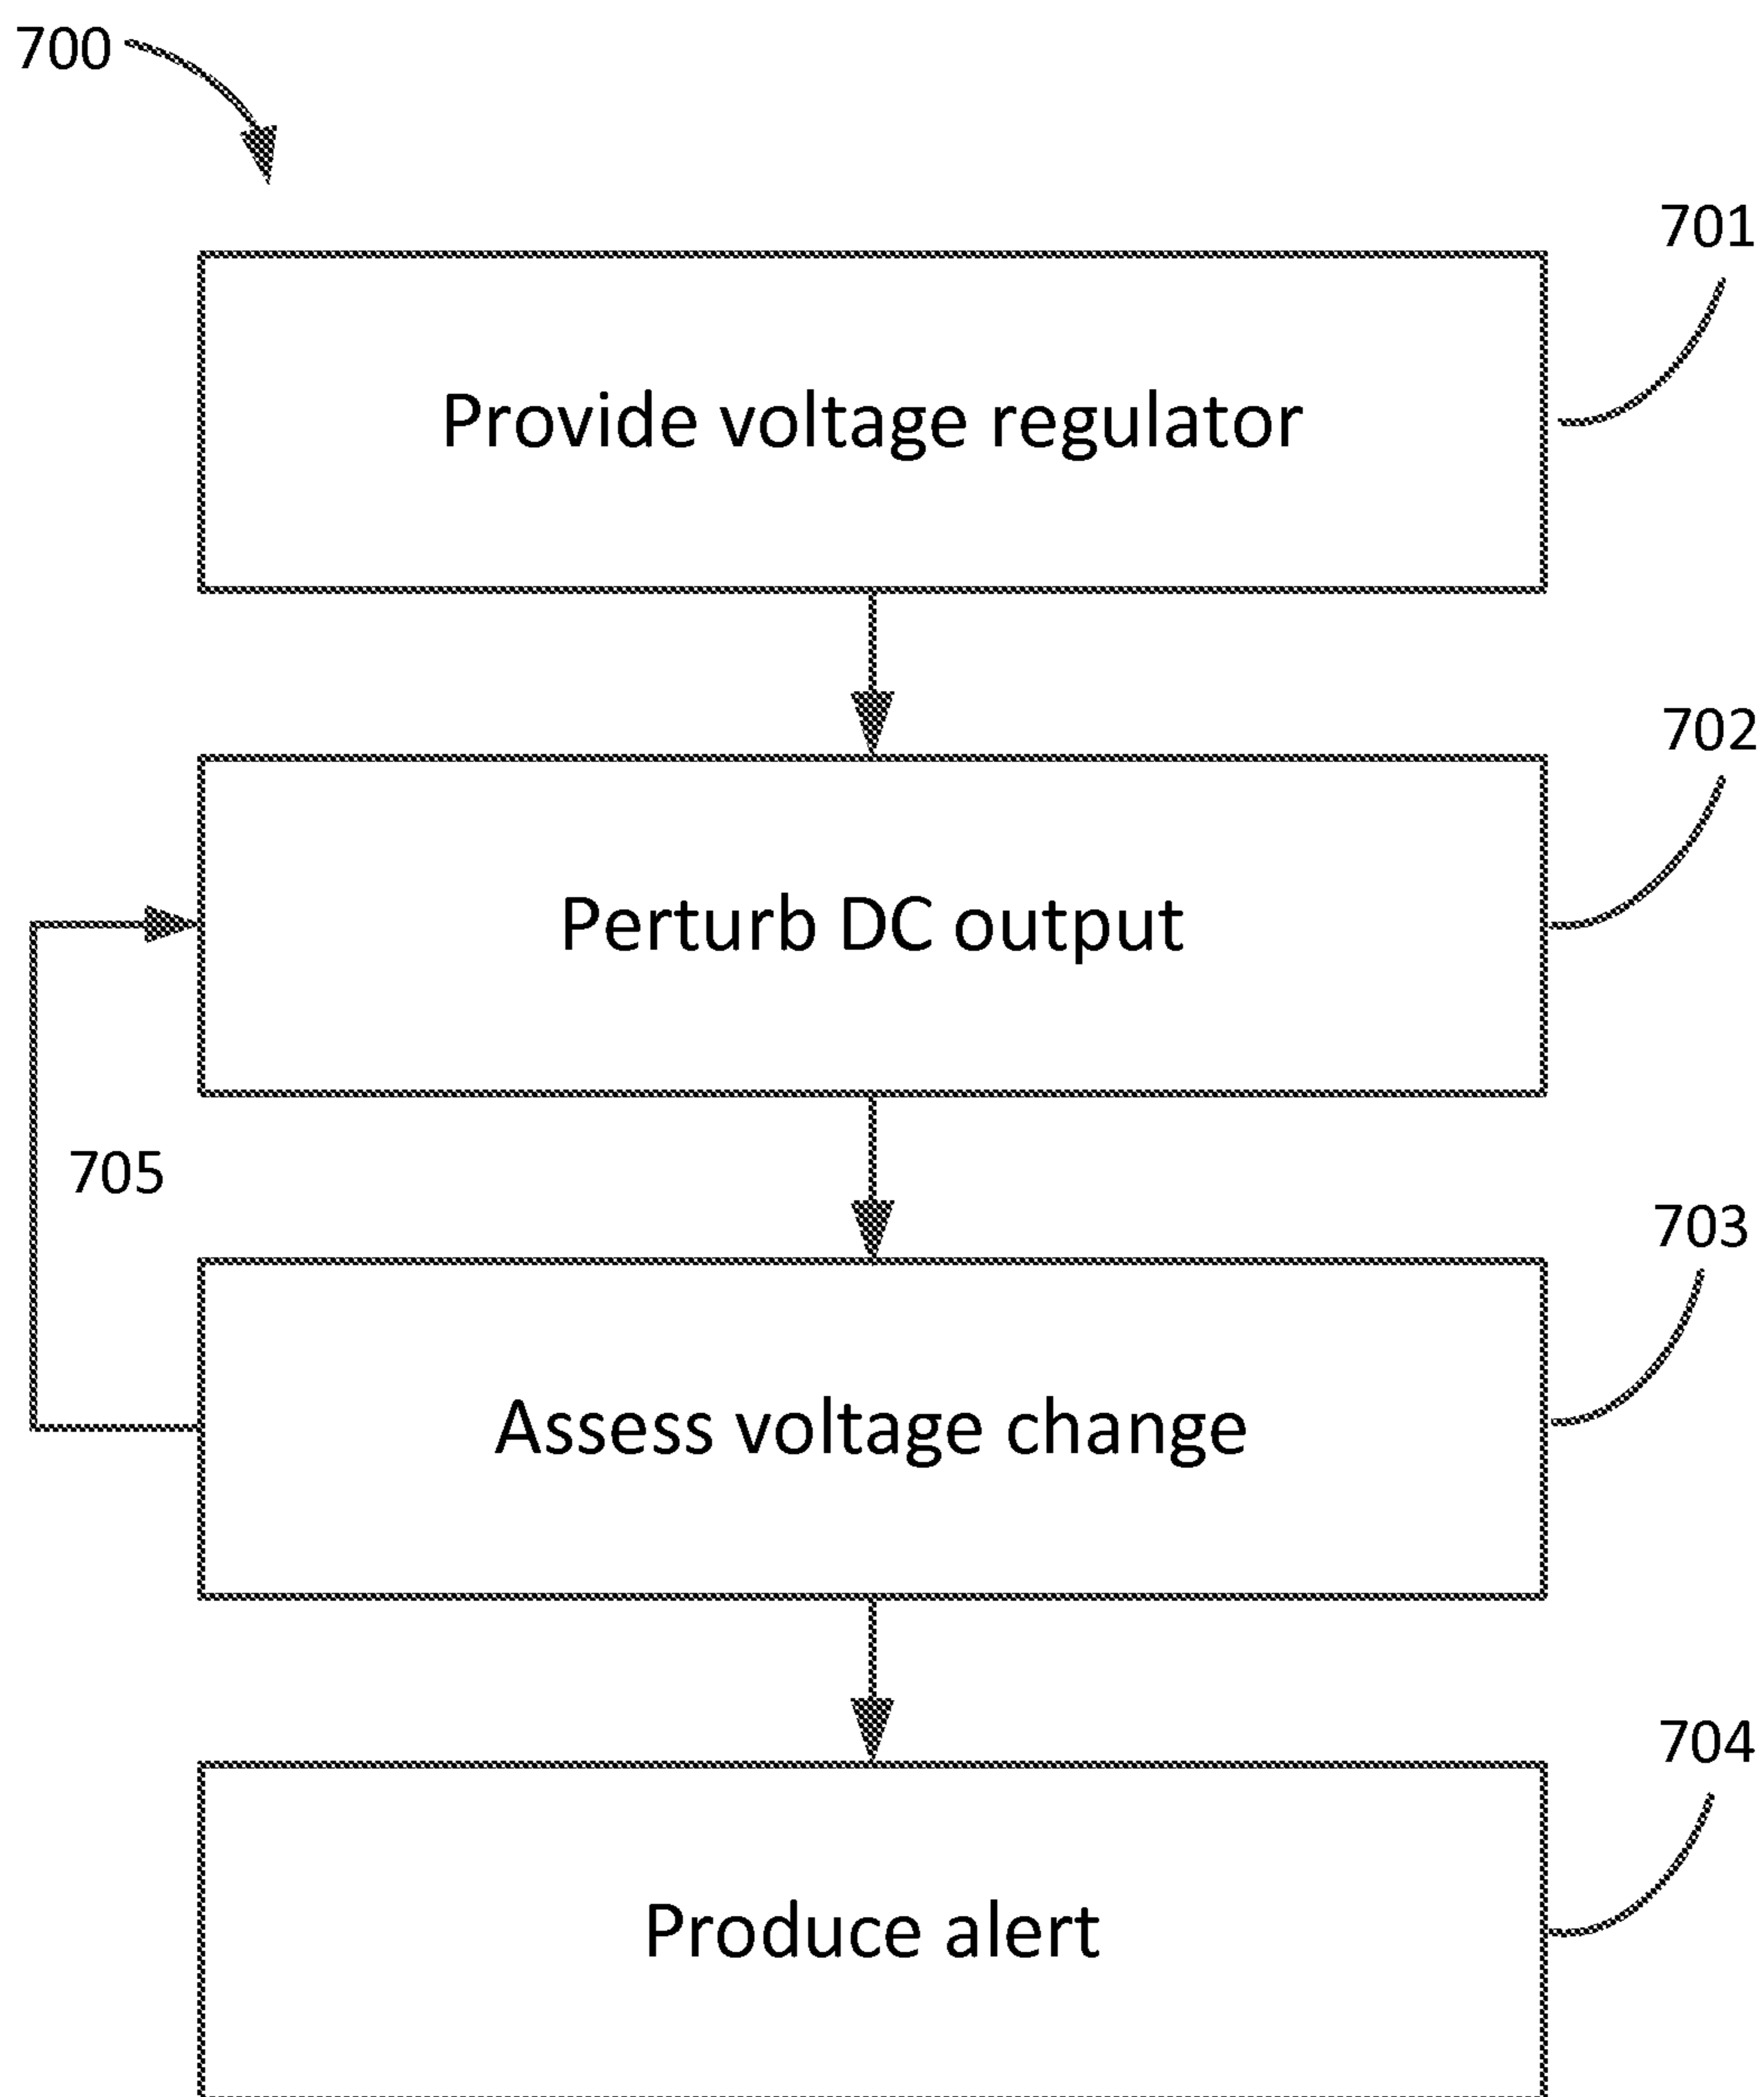 700
701
Provide voltage regulator
702
Perturb DC output
705
703
Assess voltage change
704
Produce alert